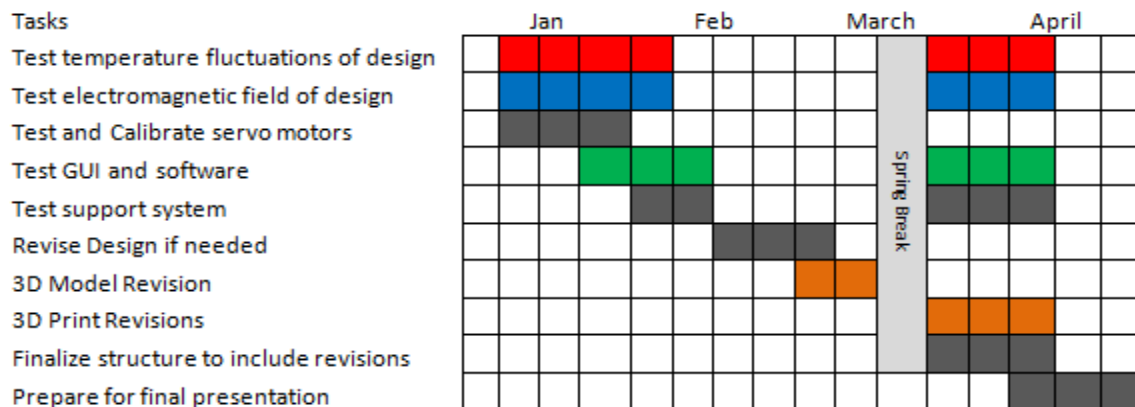 Tasks Jan Feb March April
Test temperature fluctuations of design
Test electromagnetic field of design
Test and Calibrate servo motors
Test GUI and software
Test support system
Revise Design if needed
3D Model Revision
3D Print Revisions
Finalize structure to include revisions
Prepare for final presentation
Spring Break